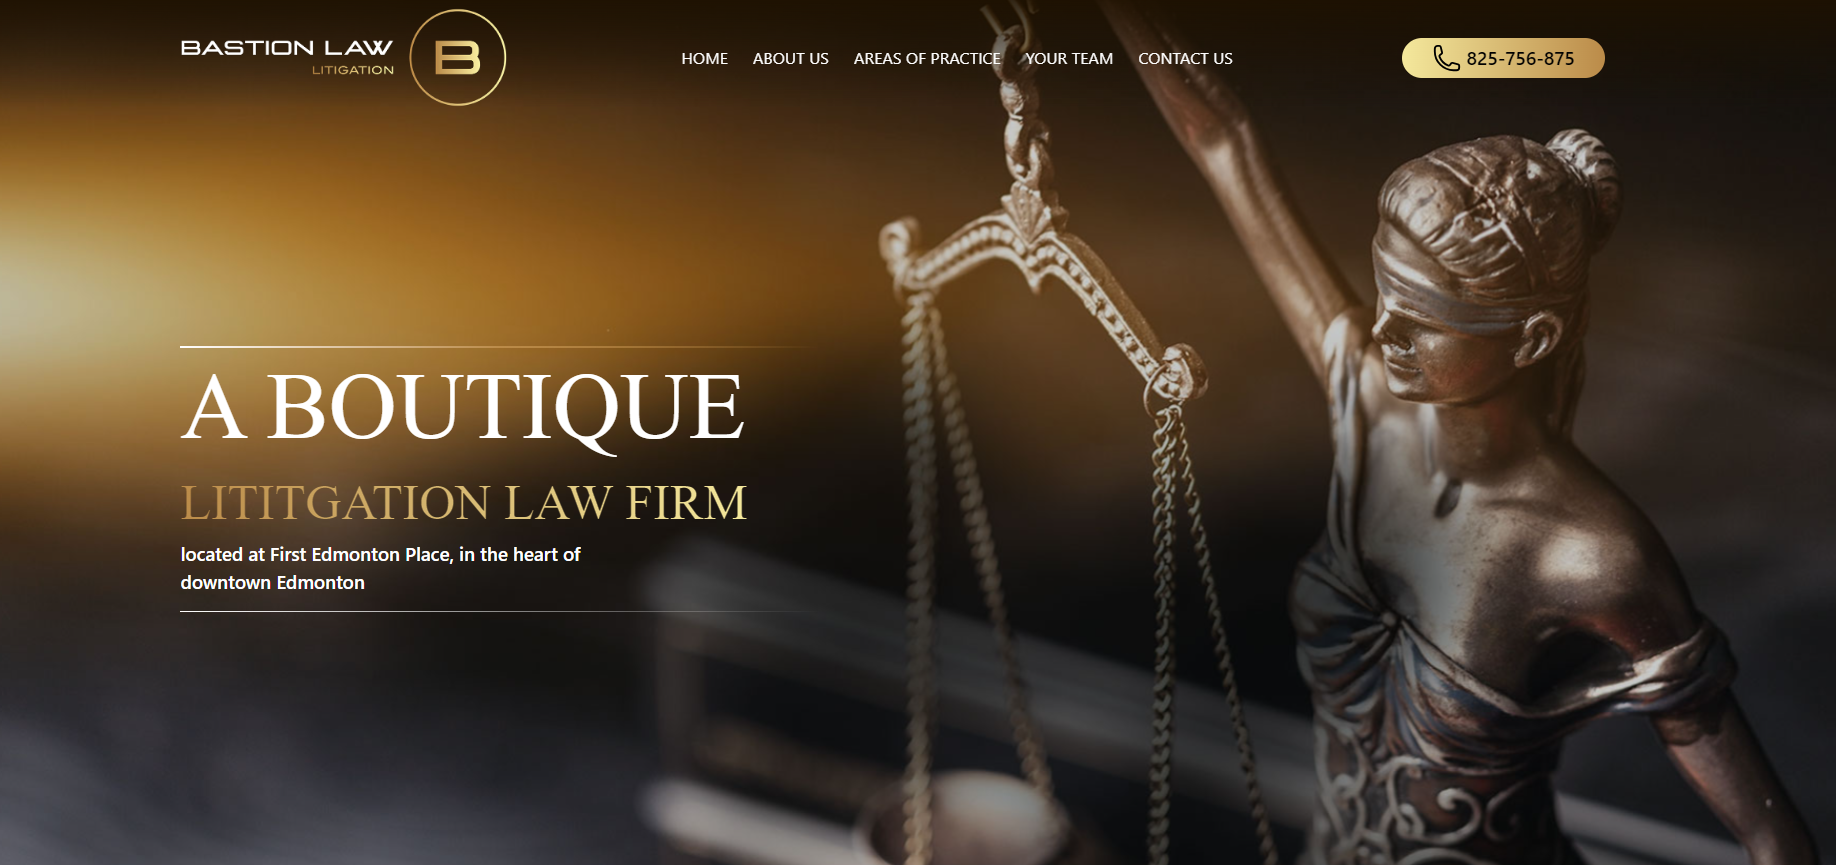 BASTION LAW
LITIGATION
B
HOME ABOUT US AREAS OF PRACTICE YOUR TEAM CONTACT US
825-756-875
A BOUTIQUE
LITITGATION LAW FIRM
located at First Edmonton Place, in the heart of
downtown Edmonton